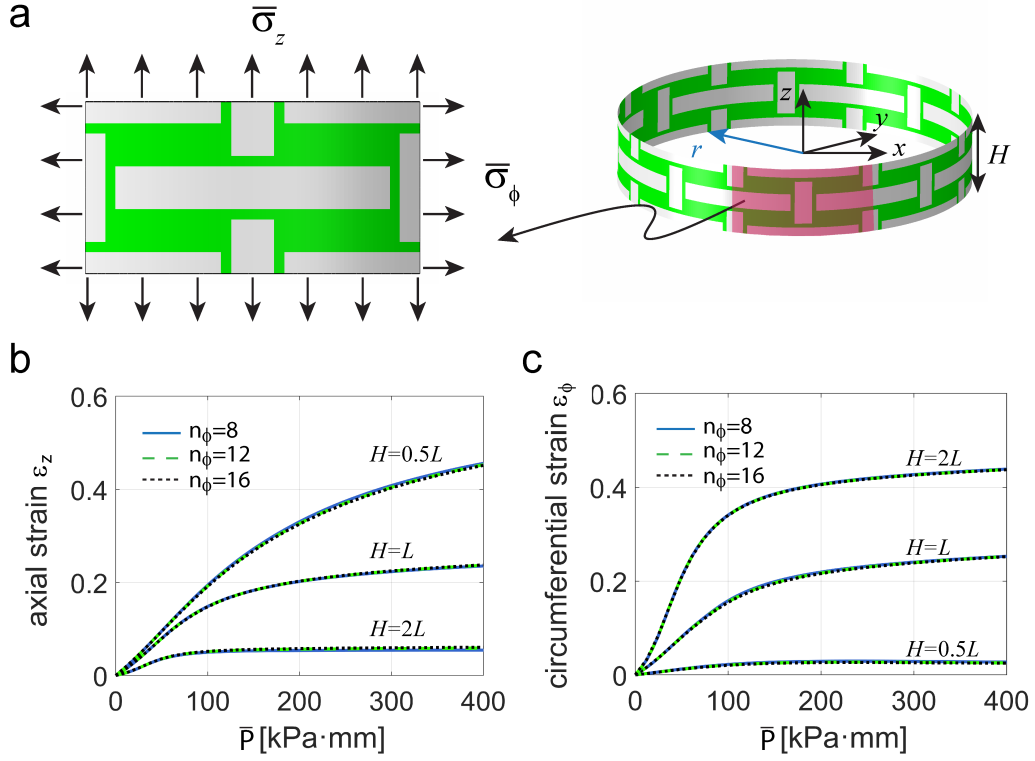 a
σ̅z
σ̅ϕ
z
y
x
r
H
b
axial strain εz
0.6
0.4
0.2
0
nϕ=8
nϕ=12
nϕ=16
H=0.5L
H=L
H=2L
0 100 200 300 400
P̅ [kPa·mm]
c
circumferential strain εϕ
0.6
0.4
0.2
0
nϕ=8
nϕ=12
nϕ=16
H=2L
H=L
H=0.5L
0 100 200 300 400
P̅ [kPa·mm]